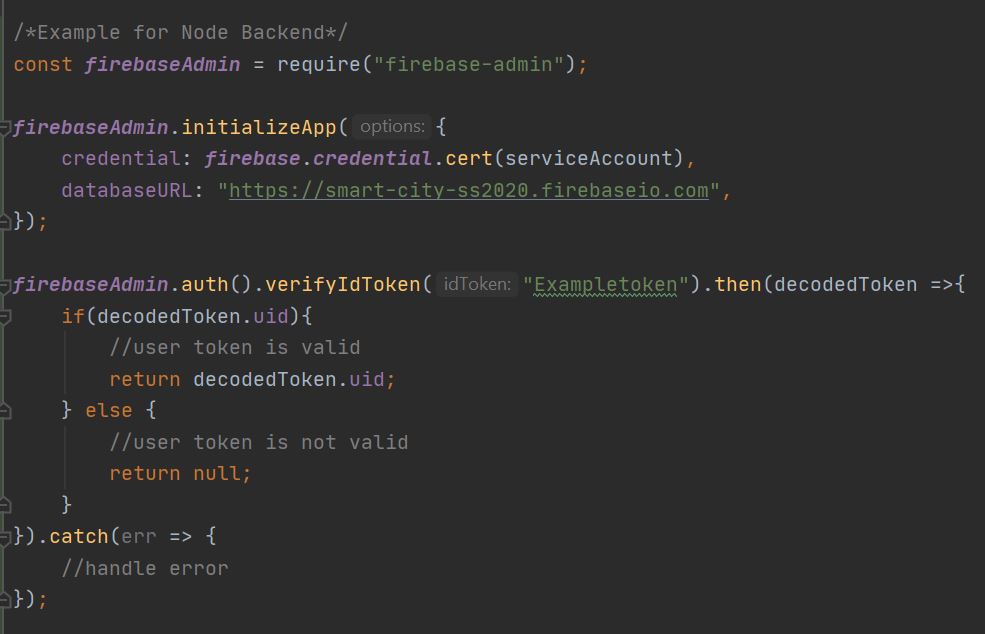 /*Example for Node Backend*/
const firebaseAdmin = require("firebase-admin");
firebaseAdmin.initializeApp( options: {
    credential: firebase.credential.cert(serviceAccount),
    databaseURL: "https://smart-city-ss2020.firebaseio.com",
});
firebaseAdmin.auth().verifyIdToken( idToken: "Exampletoken").then(decodedToken =>{
    if(decodedToken.uid){
        //user token is valid
        return decodedToken.uid;
    } else {
        //user token is not valid
        return null;
    }
}).catch(err => {
    //handle error
});